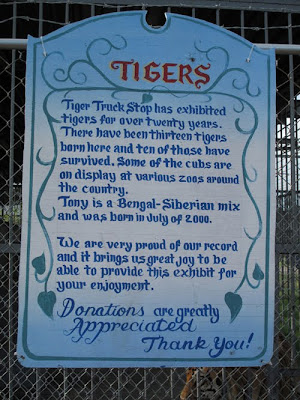 TIGERS
Tiger Truck Stop has exhibited
tigers for over twenty years.
There have been thirteen tigers
born here and ten of those have
survived. Some of the cubs are
on display at various zoos around
the country.
Tony is a Bengal-Siberian mix
and was born in July of 2000.
We are very proud of our record
and it brings us great joy to be
able to provide this exhibit for
your enjoyment.
Donations are greatly
Appreciated
Thank You!